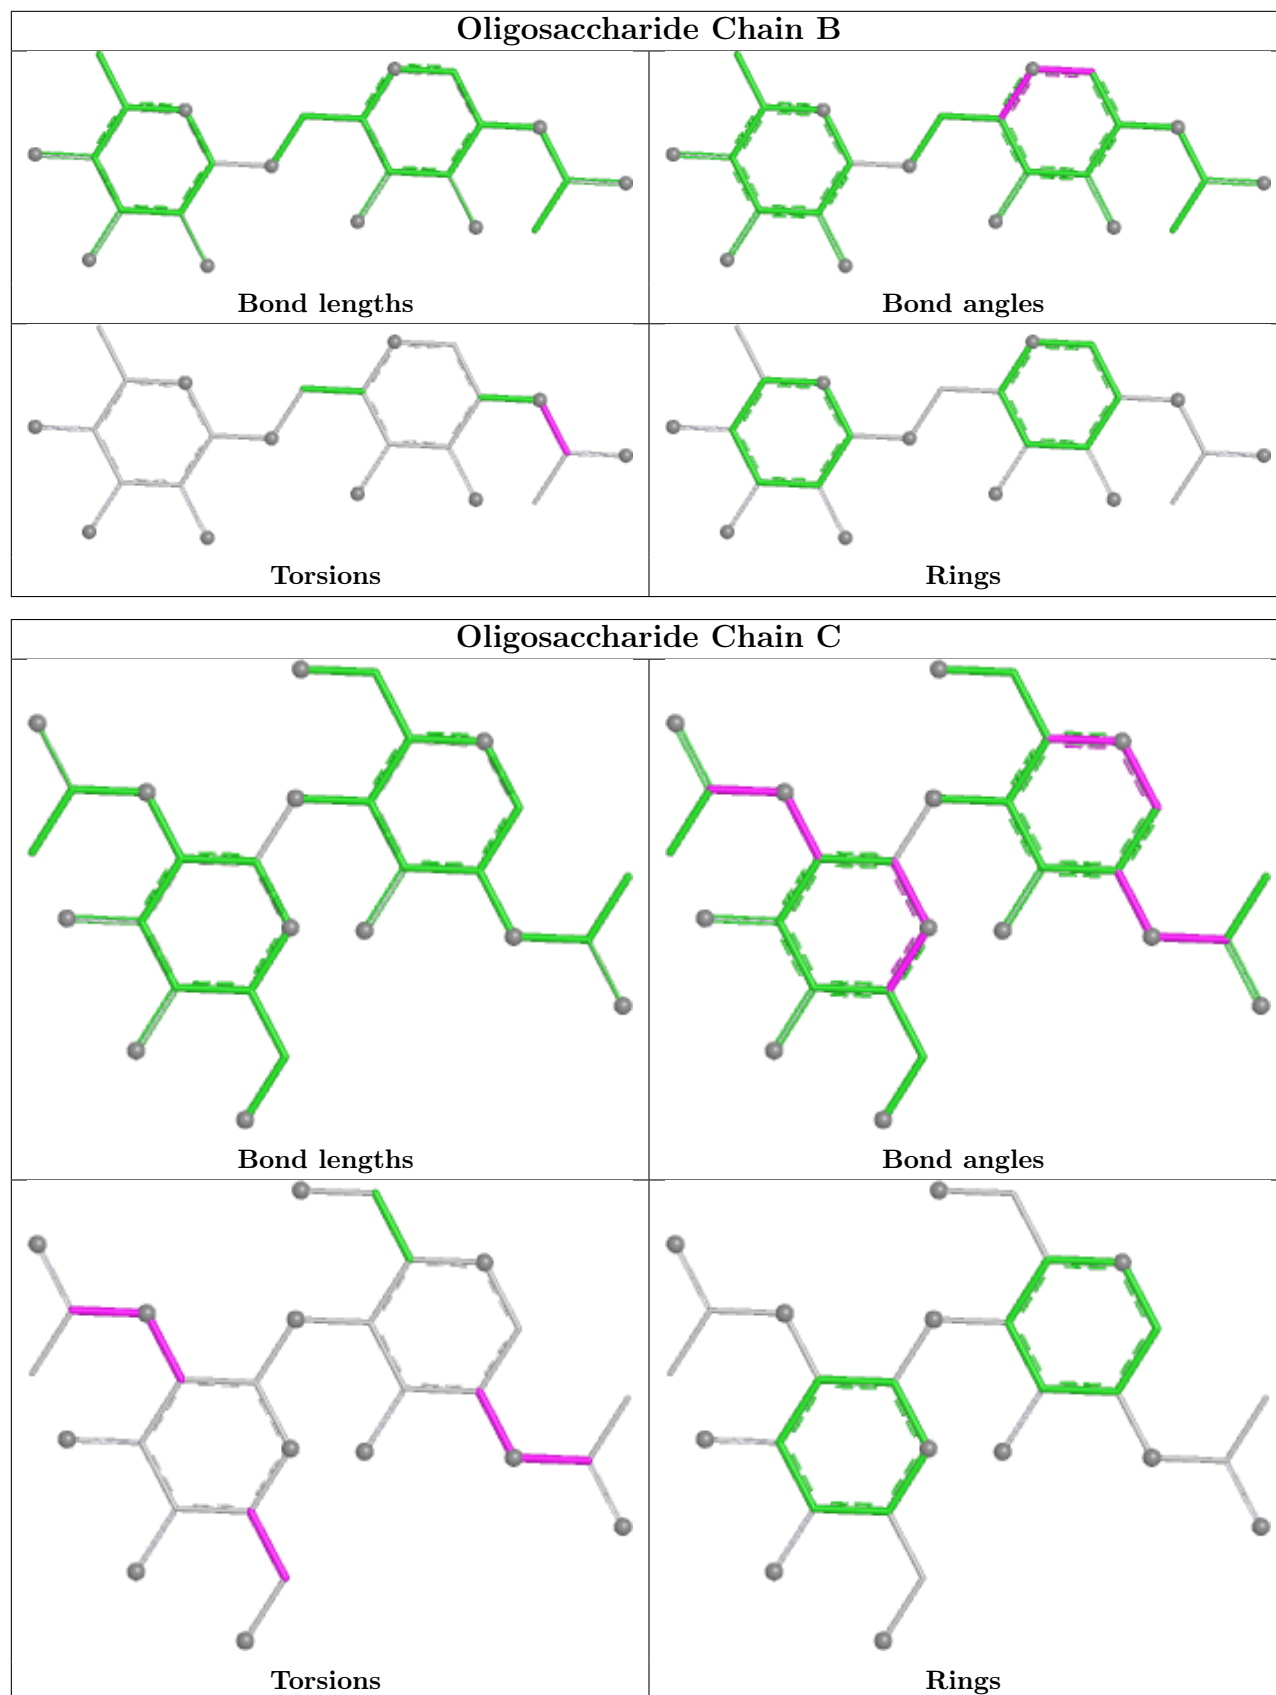 Oligosaccharide Chain B
Bond lengths
Bond angles
Torsions
Rings
Oligosaccharide Chain C
Bond lengths
Bond angles
Torsions
Rings